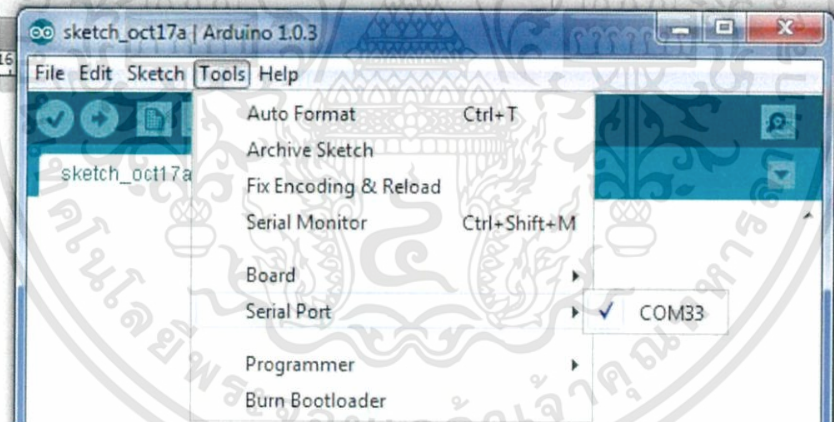 16
sketch_oct17a | Arduino 1.0.3
File Edit Sketch Tools Help
Auto Format Ctrl+T
Archive Sketch
sketch_oct17a
Fix Encoding & Reload
Serial Monitor Ctrl+Shift+M
Board
Serial Port COM33
Programmer
Burn Bootloader